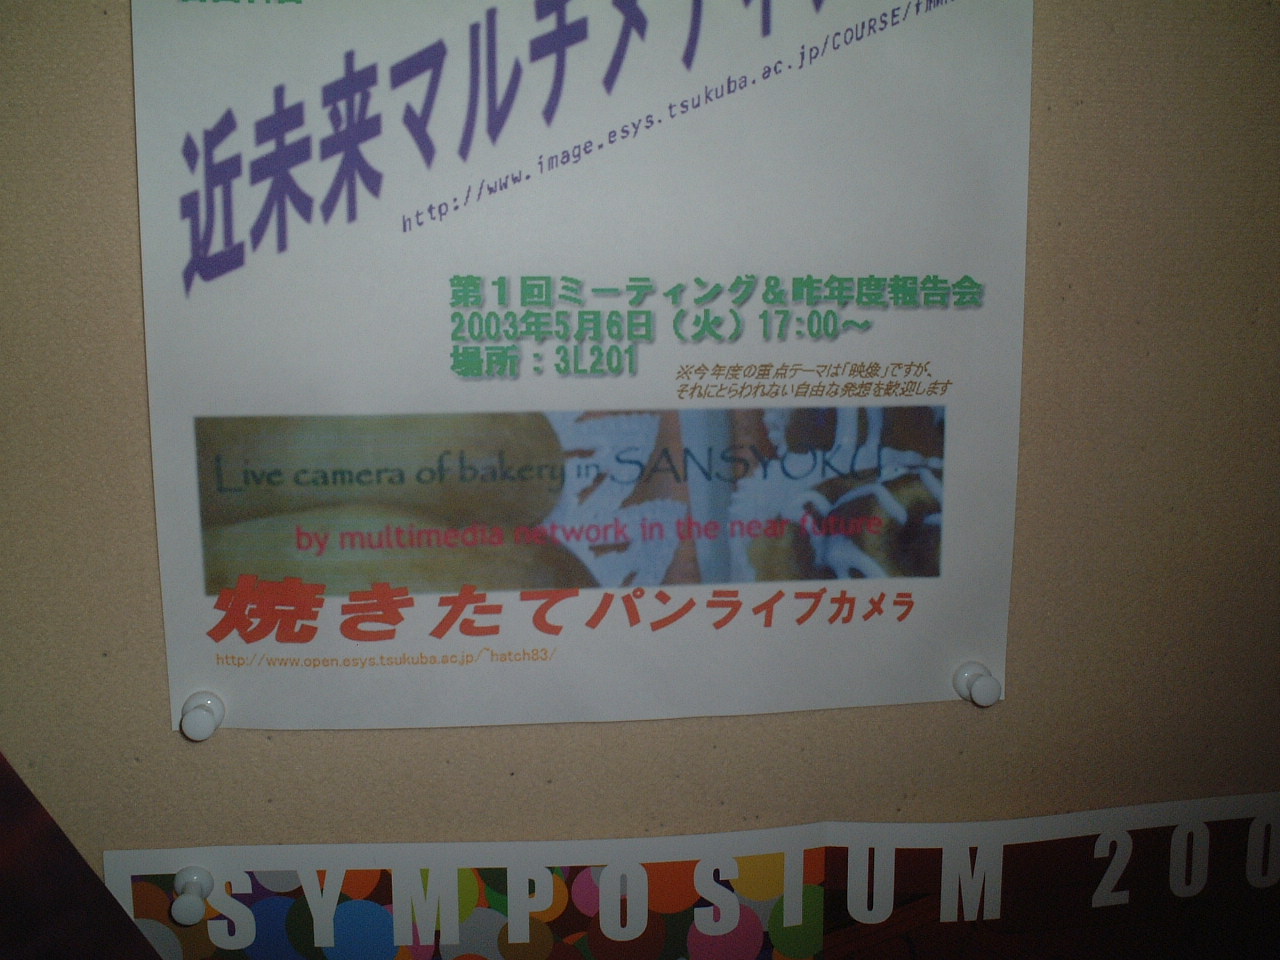 近未来マルチメディ
http://www.image.esys.tsukuba.ac.jp/COURSE/
第1回ミーティング&昨年度報告会
2003年5月6日(火)17:00〜
場所:3L201
※今年度の重点テーマは「映像」ですが、
それにとらわれない自由な発想を歓迎します
Live camera of bakery in SANSYOKU
by multimedia network in the near future
焼きたてパンライブカメラ
http://www.open.esys.tsukuba.ac.jp/~hatch83/
SYMPOSIUM 200